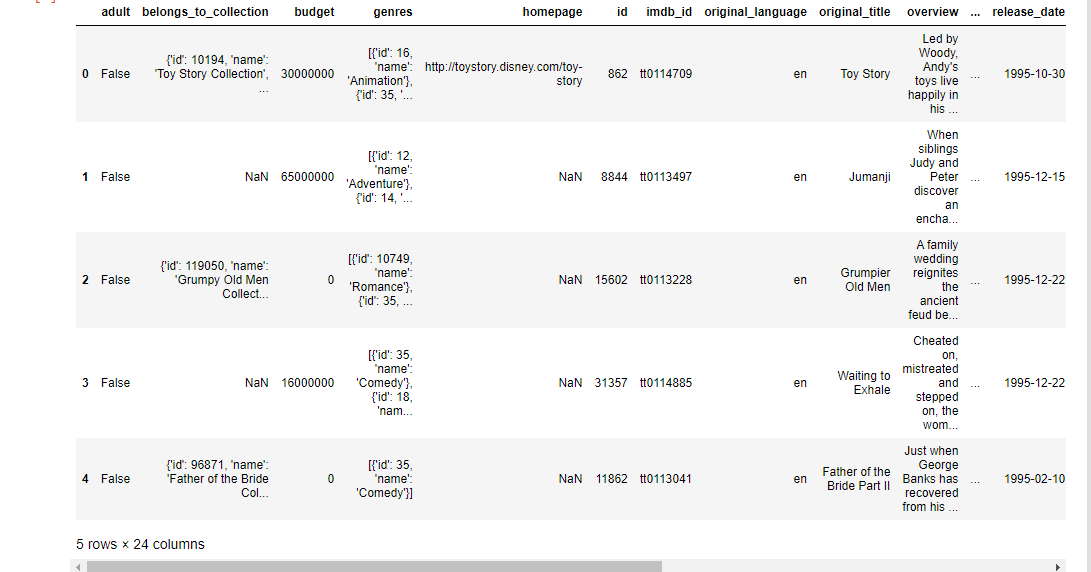 adult belongs_to_collection budget genres homepage id imdb_id original_language original_title overview ... release_date
0 False {'id': 10194, 'name': 'Toy Story Collection', ... 30000000 [{'id': 16, 'name': 'Animation'}, {'id': 35, '... http://toystory.disney.com/toy-story 862 tt0114709 en Toy Story Led by Woody, Andy's toys live happily in his ... ... 1995-10-30
1 False NaN 65000000 [{'id': 12, 'name': 'Adventure'}, {'id': 14, '... NaN 8844 tt0113497 en Jumanji When siblings Judy and Peter discover an encha... ... 1995-12-15
2 False {'id': 119050, 'name': 'Grumpy Old Men Collect... 0 [{'id': 10749, 'name': 'Romance'}, {'id': 35, ... NaN 15602 tt0113228 en Grumpier Old Men A family wedding reignites the ancient feud be... ... 1995-12-22
3 False NaN 16000000 [{'id': 35, 'name': 'Comedy'}, {'id': 18, 'nam... NaN 31357 tt0114885 en Waiting to Exhale Cheated on, mistreated and stepped on, the wom... ... 1995-12-22
4 False {'id': 96871, 'name': 'Father of the Bride Col... 0 [{'id': 35, 'name': 'Comedy'}] NaN 11862 tt0113041 en Father of the Bride Part II Just when George Banks has recovered from his ... ... 1995-02-10
5 rows × 24 columns